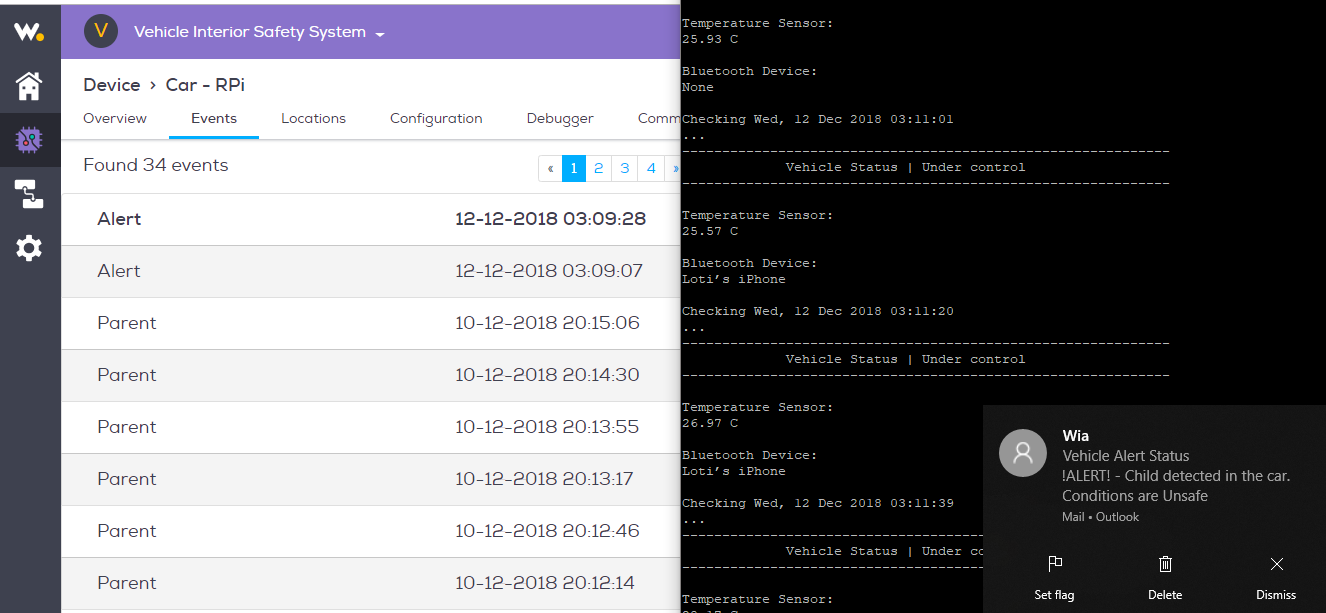 W.
V
Vehicle Interior Safety System
Device › Car - RPi
Overview Events Locations Configuration Debugger
Found 34 events
« 1 2 3 4 »
Alert 12-12-2018 03:09:28
Alert 12-12-2018 03:09:07
Parent 10-12-2018 20:15:06
Parent 10-12-2018 20:14:30
Parent 10-12-2018 20:13:55
Parent 10-12-2018 20:13:17
Parent 10-12-2018 20:12:46
Parent 10-12-2018 20:12:14
Temperature Sensor:
25.93 C
Bluetooth Device:
None
Checking Wed, 12 Dec 2018 03:11:01
...
--------------------------------------------------------------
Vehicle Status | Under control
--------------------------------------------------------------
Temperature Sensor:
25.57 C
Bluetooth Device:
Loti’s iPhone
Checking Wed, 12 Dec 2018 03:11:20
...
--------------------------------------------------------------
Vehicle Status | Under control
--------------------------------------------------------------
Temperature Sensor:
26.97 C
Bluetooth Device:
Loti’s iPhone
Checking Wed, 12 Dec 2018 03:11:39
...
--------------------------------------
Vehicle Status | Under co
--------------------------------------
Temperature Sensor:
Wia
Vehicle Alert Status
!ALERT! - Child detected in the car.
Conditions are Unsafe
Mail • Outlook
Set flag Delete Dismiss